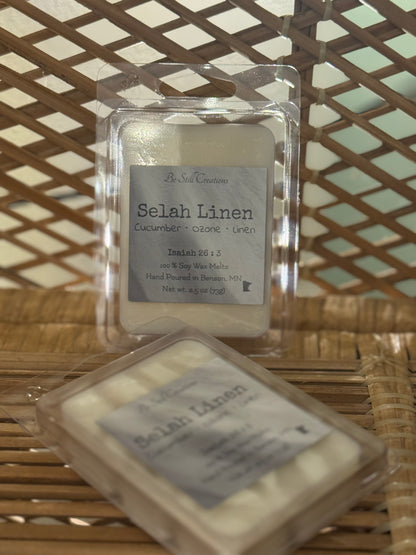 Be Still Creations
Selah Linen
Cucumber • Ozone • Linen
Isaiah 26 : 3
100 % Soy Wax Melts
Hand Poured in Benson, MN
Net wt. 2.5 oz (73g)
Selah Linen